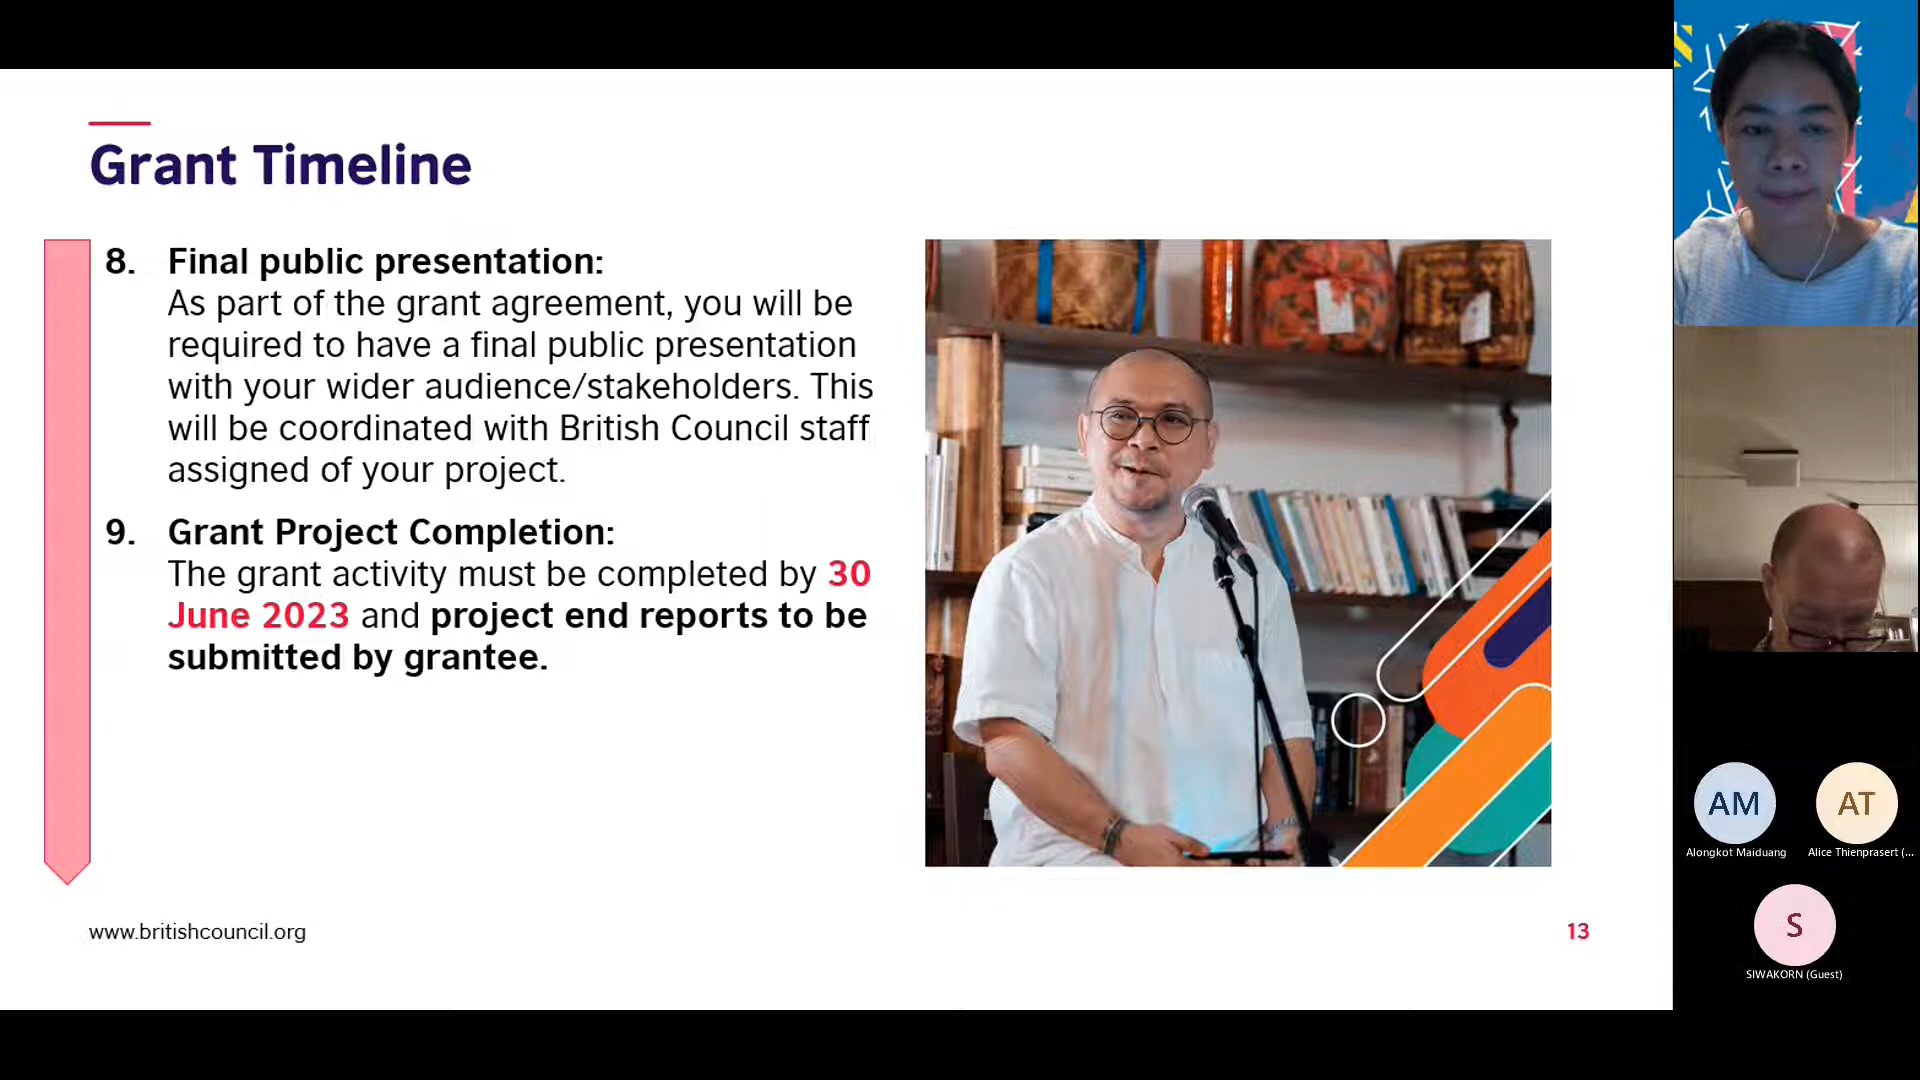 Grant Timeline
8. Final public presentation:
As part of the grant agreement, you will be
required to have a final public presentation
with your wider audience/stakeholders. This
will be coordinated with British Council staff
assigned of your project.
9. Grant Project Completion:
The grant activity must be completed by 30
June 2023 and project end reports to be
submitted by grantee.
www.britishcouncil.org
13
AM
Alongkot Maiduang
AT
Alice Thienprasert (...
S
SIWAKORN (Guest)